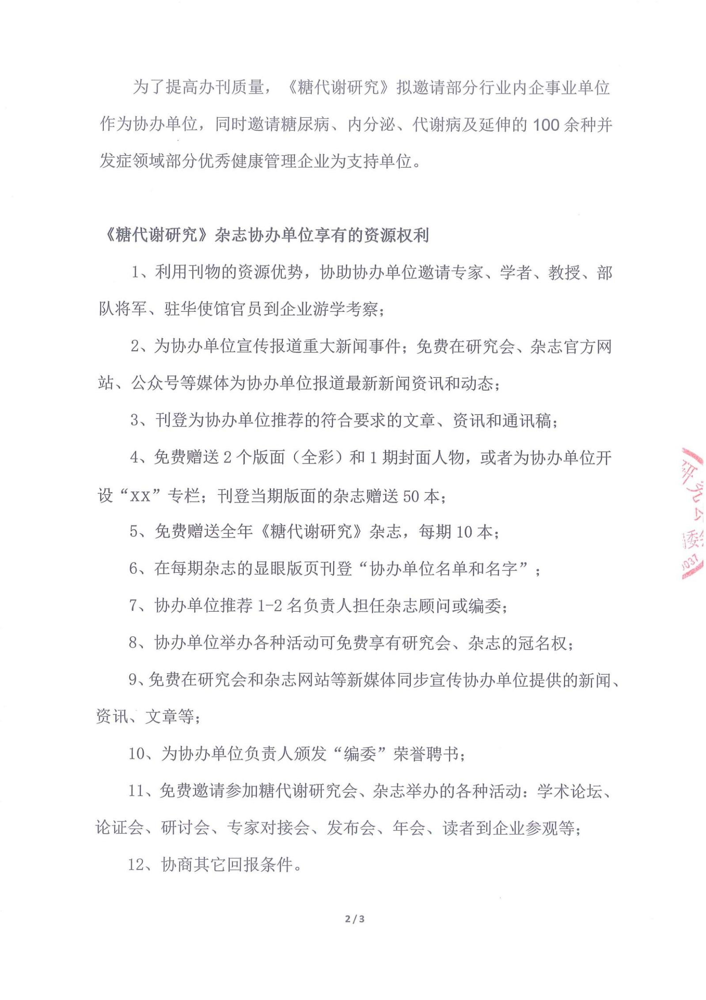 为了提高办刊质量，《糖代谢研究》拟邀请部分行业内企事业单位
作为协办单位，同时邀请糖尿病、内分泌、代谢病及延伸的 100 余种并
发症领域部分优秀健康管理企业为支持单位。
《糖代谢研究》杂志协办单位享有的资源权利
1、利用刊物的资源优势，协助协办单位邀请专家、学者、教授、部
队将军、驻华使馆官员到企业游学考察；
2、为协办单位宣传报道重大新闻事件；免费在研究会、杂志官方网
站、公众号等媒体为协办单位报道最新新闻资讯和动态；
3、刊登为协办单位推荐的符合要求的文章、资讯和通讯稿；
4、免费赠送 2 个版面（全彩）和 1 期封面人物，或者为协办单位开
设“XX”专栏；刊登当期版面的杂志赠送 50 本；
5、免费赠送全年《糖代谢研究》杂志，每期 10 本；
6、在每期杂志的显眼版页刊登“协办单位名单和名字”；
7、协办单位推荐 1-2 名负责人担任杂志顾问或编委；
8、协办单位举办各种活动可免费享有研究会、杂志的冠名权；
9、免费在研究会和杂志网站等新媒体同步宣传协办单位提供的新闻、
资讯、文章等；
10、为协办单位负责人颁发“编委”荣誉聘书；
11、免费邀请参加糖代谢研究会、杂志举办的各种活动：学术论坛、
论证会、研讨会、专家对接会、发布会、年会、读者到企业参观等；
12、协商其它回报条件。
研究
委
037
2 / 3